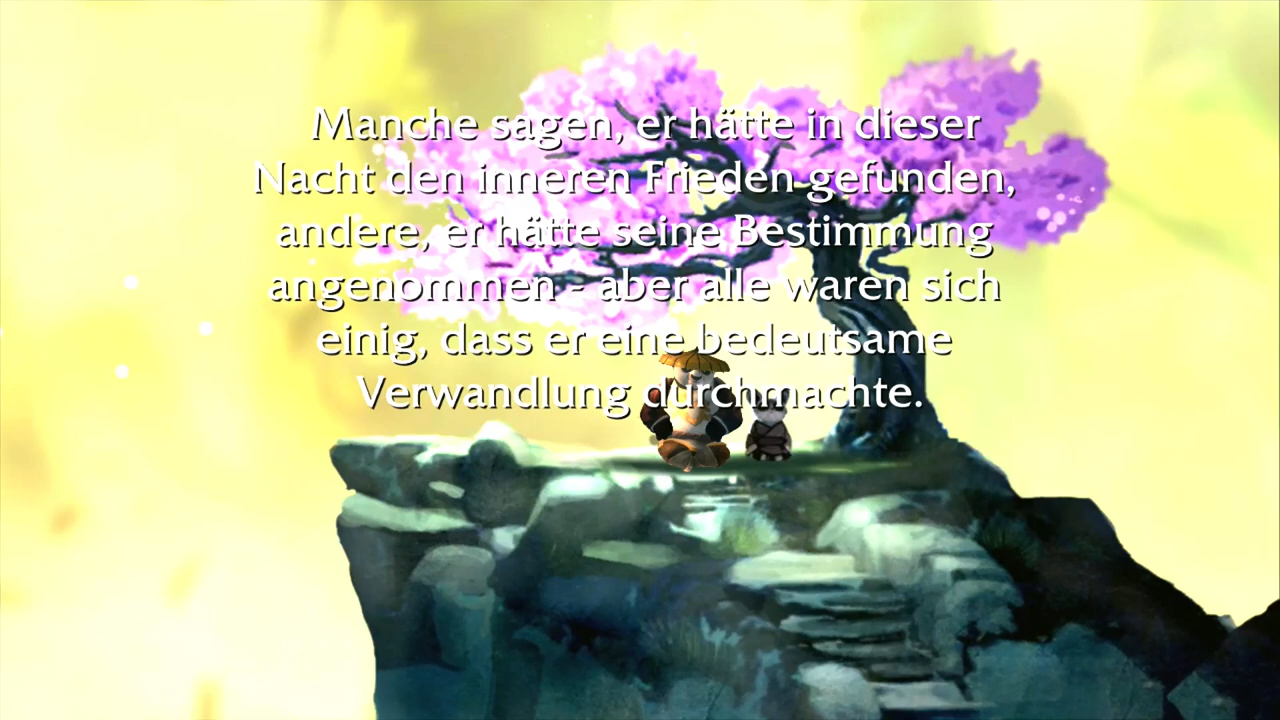 Manche sagen, er hätte in dieser
Nacht den inneren Frieden gefunden,
andere, er hätte seine Bestimmung
angenommen - aber alle waren sich
einig, dass er eine bedeutsame
Verwandlung durchmachte.